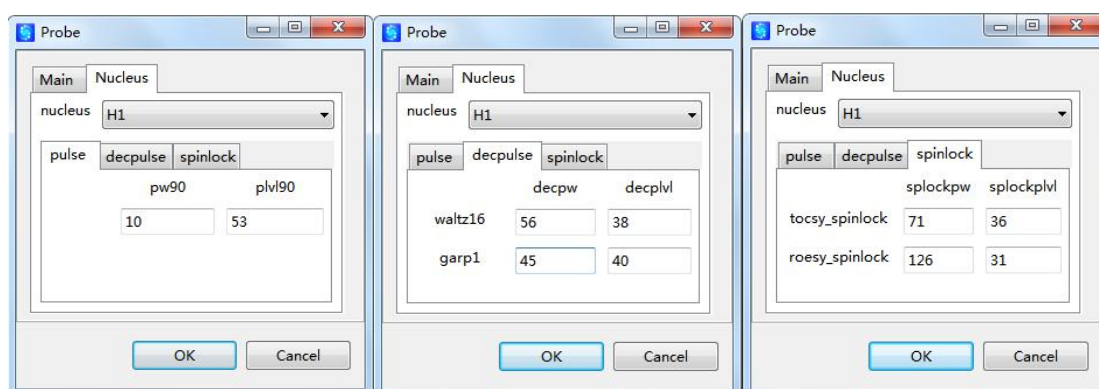 Probe
Main Nucleus
nucleus H1
pulse decpulse spinlock
pw90 plvl90
10 53
OK Cancel
Probe
Main Nucleus
nucleus H1
pulse decpulse spinlock
decpw decplvl
waltz16 56 38
garp1 45 40
OK Cancel
Probe
Main Nucleus
nucleus H1
pulse decpulse spinlock
splockpw splockplvl
tocsy_spinlock 71 36
roesy_spinlock 126 31
OK Cancel